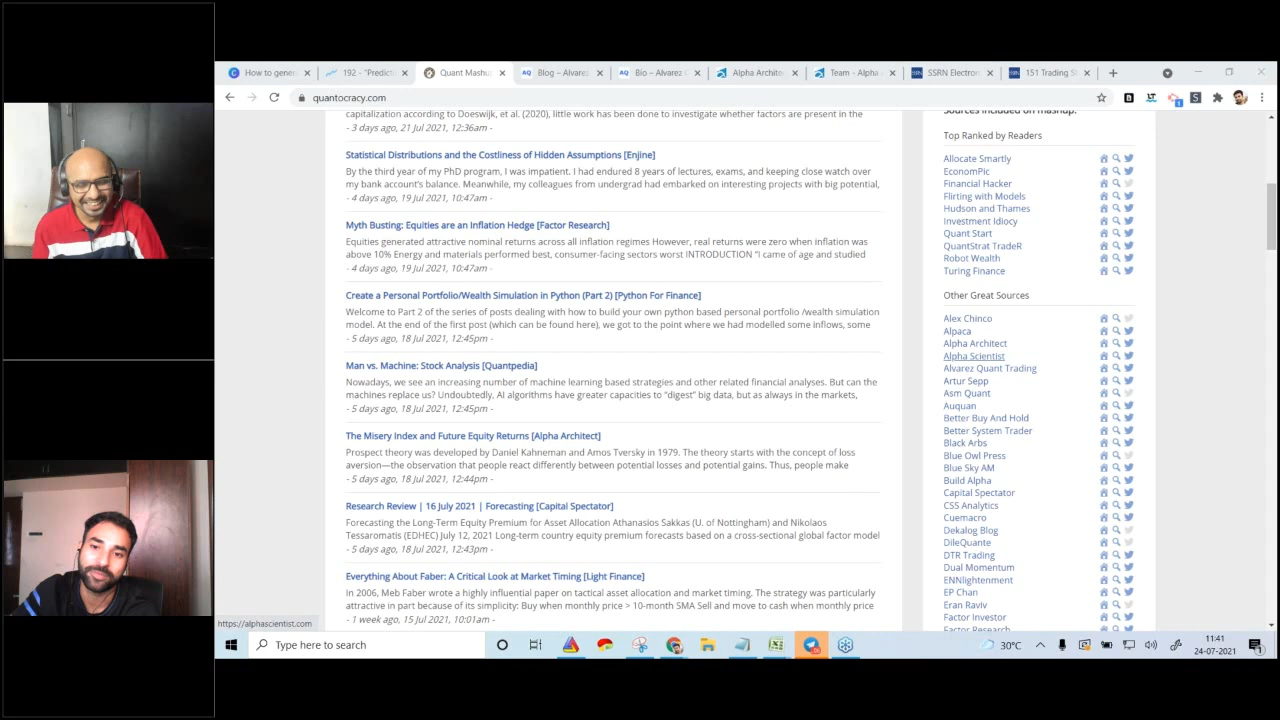 How to gener
192 - "Predicti
Quant Mashu
Blog – Alvarez
Bio – Alvarez
Alpha Archite
Team - Alpha
SSRN Electron
151 Trading S
quantocracy.com
capitalization according to Doeswijk, et al. (2020), little work has been done to investigate whether factors are present in the
- 3 days ago, 21 Jul 2021, 12:36am -
Statistical Distributions and the Costliness of Hidden Assumptions [Enjine]
By the third year of my PhD program, I was impatient. I had endured 8 years of lectures, exams, and keeping close watch over
my bank account's balance. Meanwhile, my colleagues from undergrad had embarked on interesting projects with big potential,
- 4 days ago, 19 Jul 2021, 10:47am -
Myth Busting: Equities are an Inflation Hedge [Factor Research]
Equities generated attractive nominal returns across all inflation regimes However, real returns were zero when inflation was
above 10% Energy and materials performed best, consumer-facing sectors worst INTRODUCTION "I came of age and studied
- 4 days ago, 19 Jul 2021, 10:47am -
Create a Personal Portfolio/Wealth Simulation in Python (Part 2) [Python For Finance]
Welcome to Part 2 of the series of posts dealing with how to build your own python based personal portfolio /wealth simulation
model. At the end of the first post (which can be found here), we got to the point where we had modelled some inflows, some
- 5 days ago, 18 Jul 2021, 12:45pm -
Man vs. Machine: Stock Analysis [Quantpedia]
Nowadays, we see an increasing number of machine learning based strategies and other related financial analyses. But can the
machines replace us? Undoubtedly, AI algorithms have greater capacities to "digest" big data, but as always in the markets,
- 5 days ago, 18 Jul 2021, 12:45pm -
The Misery Index and Future Equity Returns [Alpha Architect]
Prospect theory was developed by Daniel Kahneman and Amos Tversky in 1979. The theory starts with the concept of loss
aversion—the observation that people react differently between potential losses and potential gains. Thus, people make
- 5 days ago, 18 Jul 2021, 12:44pm -
Research Review | 16 July 2021 | Forecasting [Capital Spectator]
Forecasting the Long-Term Equity Premium for Asset Allocation Athanasios Sakkas (U. of Nottingham) and Nikolaos
Tessaromatis (EDHEC) July 12, 2021 Long-term country equity premium forecasts based on a cross-sectional global factor model
- 5 days ago, 18 Jul 2021, 12:43pm -
Everything About Faber: A Critical Look at Market Timing [Light Finance]
In 2006, Meb Faber wrote a highly influential paper on tactical asset allocation and market timing. The strategy was particularly
attractive in part because of its simplicity: Buy when monthly price > 10-month SMA Sell and move to cash when monthly price
- 1 week ago, 15 Jul 2021, 10:01am -
Sources included on mashup:
Top Ranked by Readers
Allocate Smartly
EconomPic
Financial Hacker
Flirting with Models
Hudson and Thames
Investment Idiocy
Quant Start
QuantStrat TradeR
Robot Wealth
Turing Finance
Other Great Sources
Alex Chinco
Alpaca
Alpha Architect
Alpha Scientist
Alvarez Quant Trading
Artur Sepp
Asm Quant
Auquan
Better Buy And Hold
Better System Trader
Black Arbs
Blue Owl Press
Blue Sky AM
Build Alpha
Capital Spectator
CSS Analytics
Cuemacro
Dekalog Blog
DileQuante
DTR Trading
Dual Momentum
ENNlightenment
EP Chan
Eran Raviv
Factor Investor
Factor Research
https://alphascientist.com
Type here to search
30°C
11:41
24-07-2021